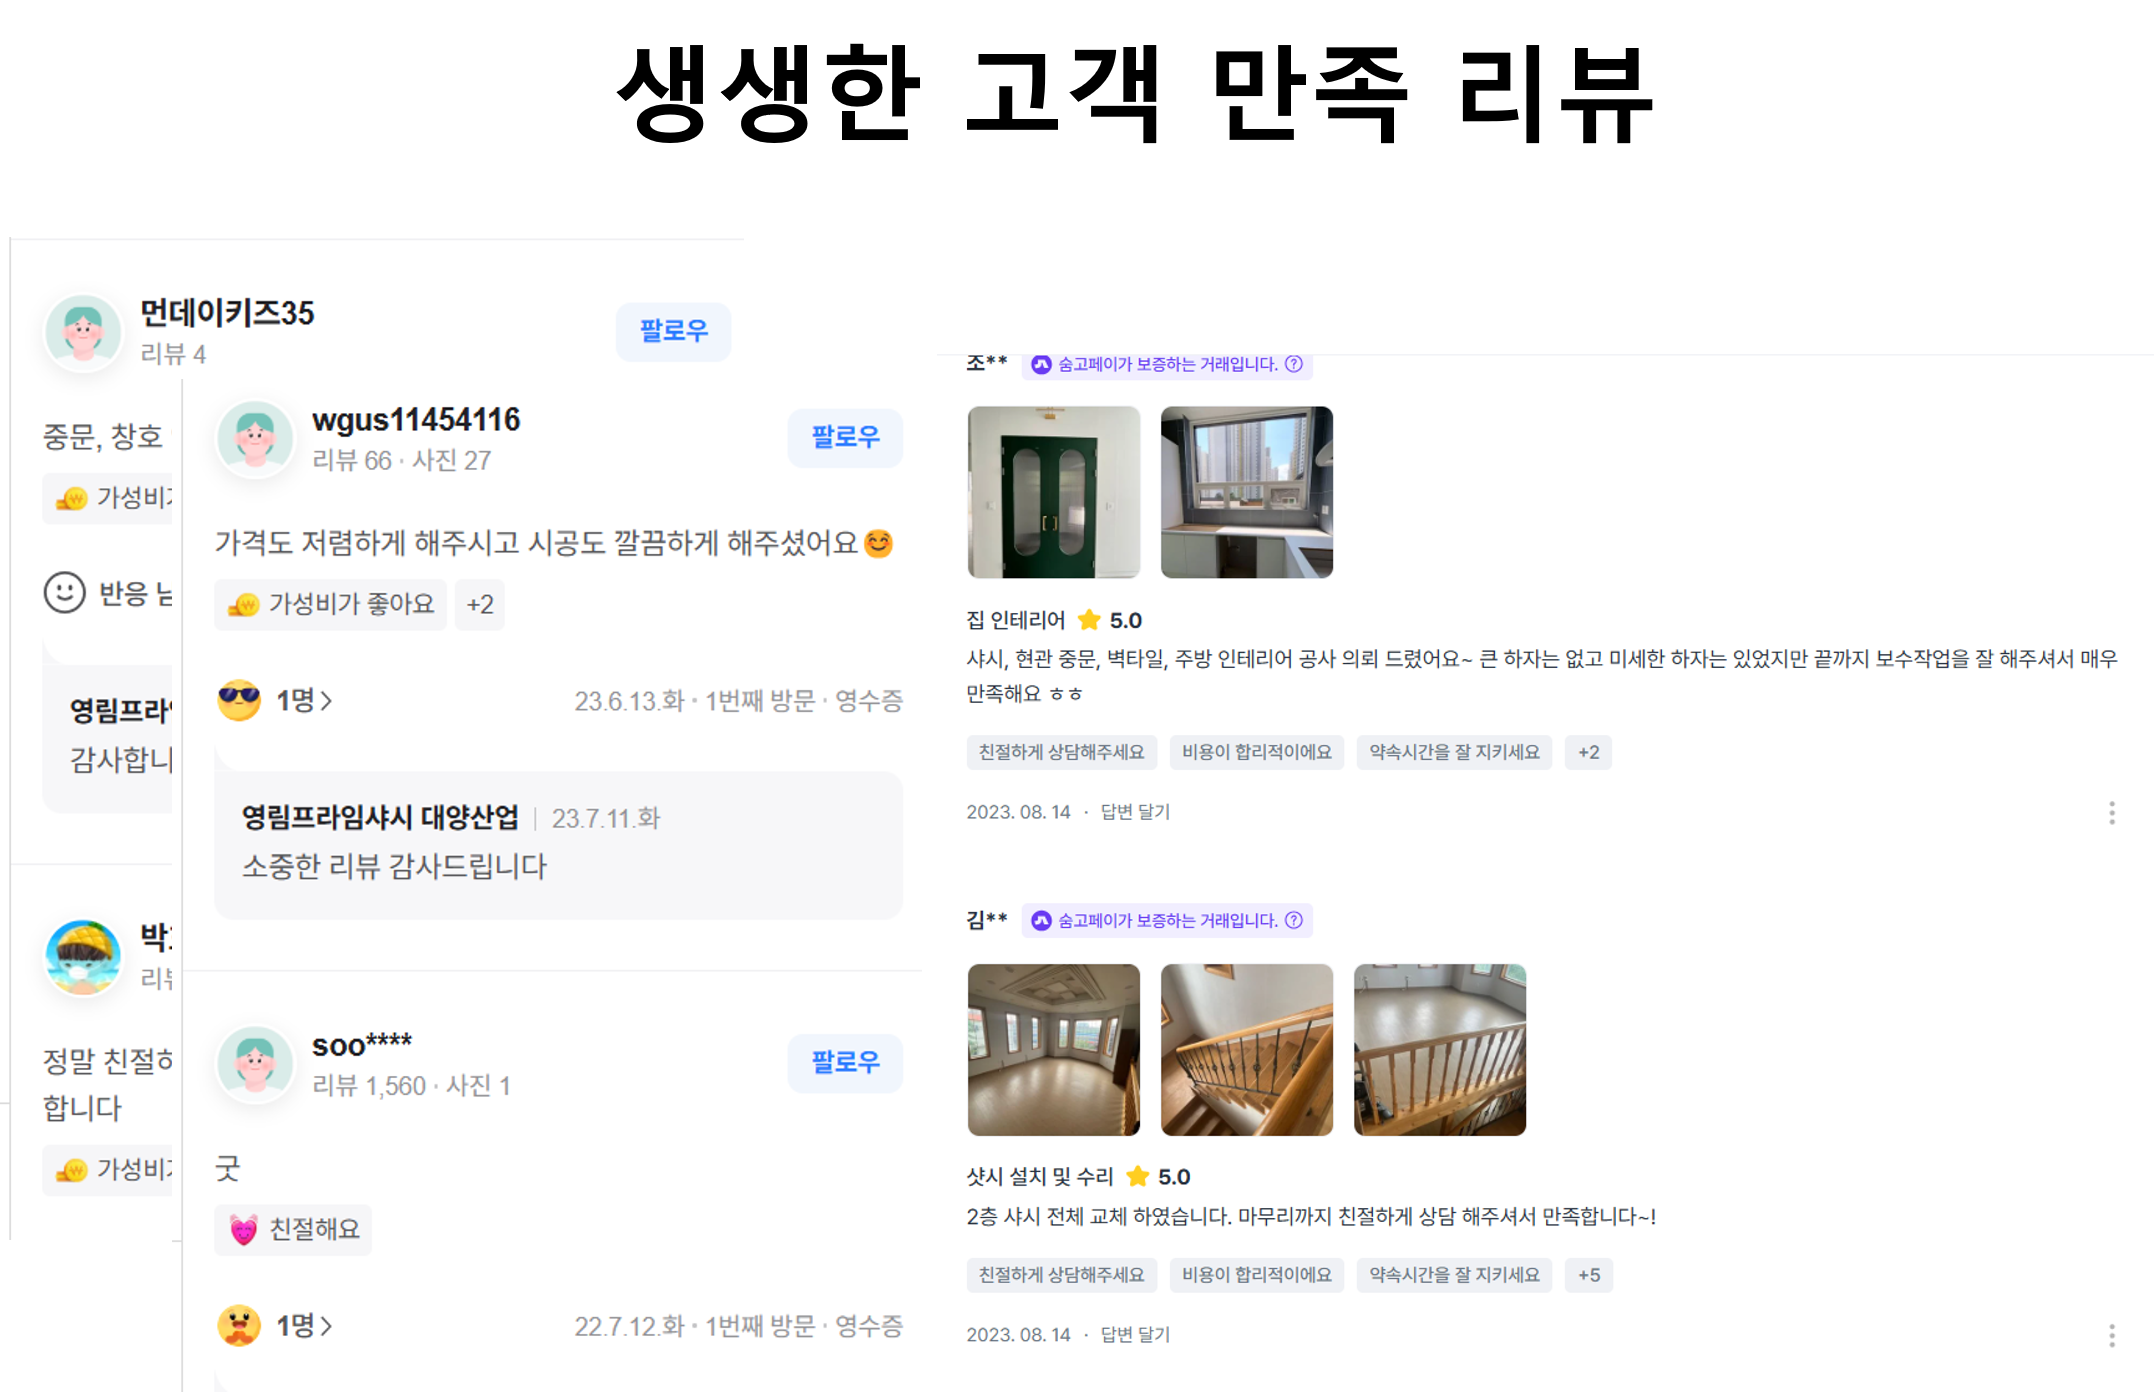 생생한 고객 만족 리뷰
먼데이키즈35
리뷰 4
팔로우
중문, 창호
가성비
반응
영림프라
감사합니
박
정말 친절
합니다
가성비
wgus11454116
리뷰 66 · 사진 27
팔로우
가격도 저렴하게 해주시고 시공도 깔끔하게 해주셨어요😊
가성비가 좋아요 +2
1명 >
23.6.13.화 · 1번째 방문 · 영수증
영림프라임샤시 대양산업 | 23.7.11.화
소중한 리뷰 감사드립니다
soo****
리뷰 1,560 · 사진 1
팔로우
굿
친절해요
1명 >
22.7.12.화 · 1번째 방문 · 영수증
조** 숨고페이가 보증하는 거래입니다. ?
집 인테리어 ⭐ 5.0
샤시, 현관 중문, 벽타일, 주방 인테리어 공사 의뢰 드렸어요~ 큰 하자는 없고 미세한 하자는 있었지만 끝까지 보수작업을 잘 해주셔서 매우
만족해요 ㅎㅎ
친절하게 상담해주세요 비용이 합리적이에요 약속시간을 잘 지키세요 +2
2023. 08. 14 · 답변 달기
김** 숨고페이가 보증하는 거래입니다. ?
샷시 설치 및 수리 ⭐ 5.0
2층 샤시 전체 교체 하였습니다. 마무리까지 친절하게 상담 해주셔서 만족합니다~!
친절하게 상담해주세요 비용이 합리적이에요 약속시간을 잘 지키세요 +5
2023. 08. 14 · 답변 달기